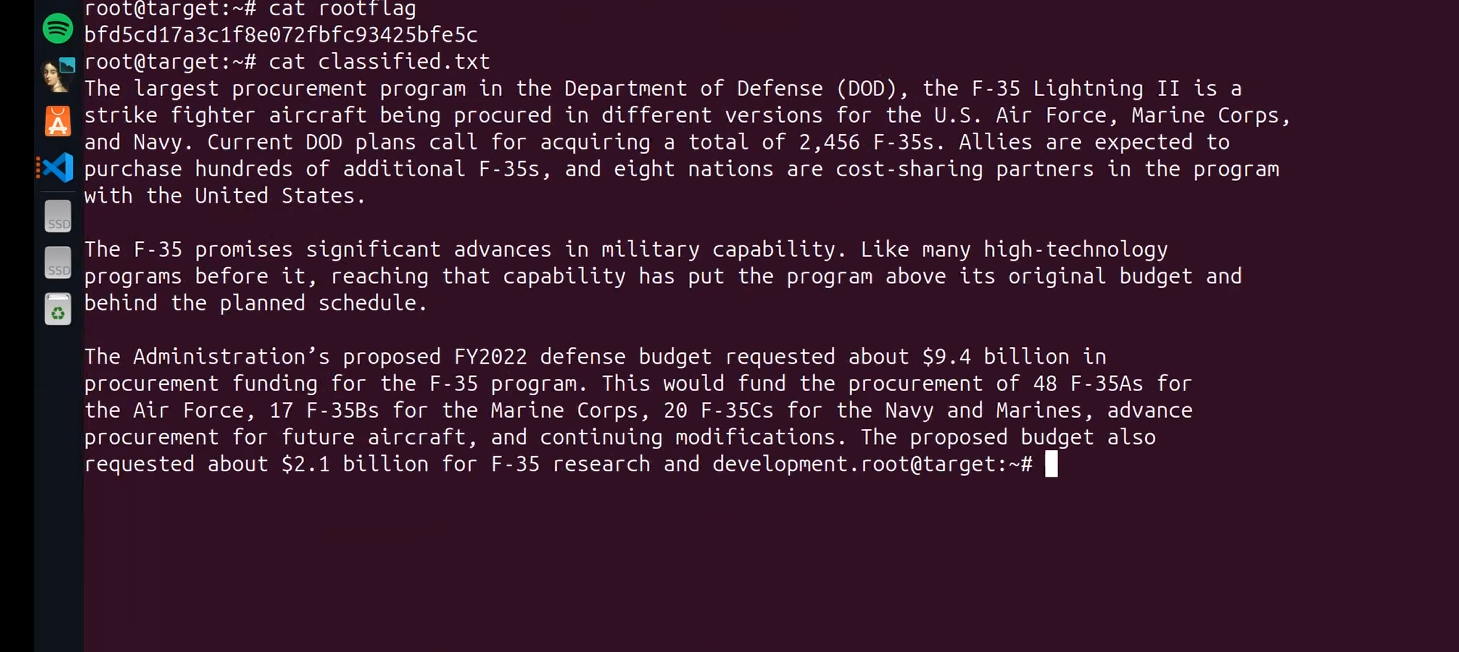 root@target:~# cat rootflag
bfd5cd17a3c1f8e072fbfc93425bfe5c
root@target:~# cat classified.txt
The largest procurement program in the Department of Defense (DOD), the F-35 Lightning II is a
strike fighter aircraft being procured in different versions for the U.S. Air Force, Marine Corps,
and Navy. Current DOD plans call for acquiring a total of 2,456 F-35s. Allies are expected to
purchase hundreds of additional F-35s, and eight nations are cost-sharing partners in the program
with the United States.
The F-35 promises significant advances in military capability. Like many high-technology
programs before it, reaching that capability has put the program above its original budget and
behind the planned schedule.
The Administration’s proposed FY2022 defense budget requested about $9.4 billion in
procurement funding for the F-35 program. This would fund the procurement of 48 F-35As for
the Air Force, 17 F-35Bs for the Marine Corps, 20 F-35Cs for the Navy and Marines, advance
procurement for future aircraft, and continuing modifications. The proposed budget also
requested about $2.1 billion for F-35 research and development.root@target:~#
SSD
SSD